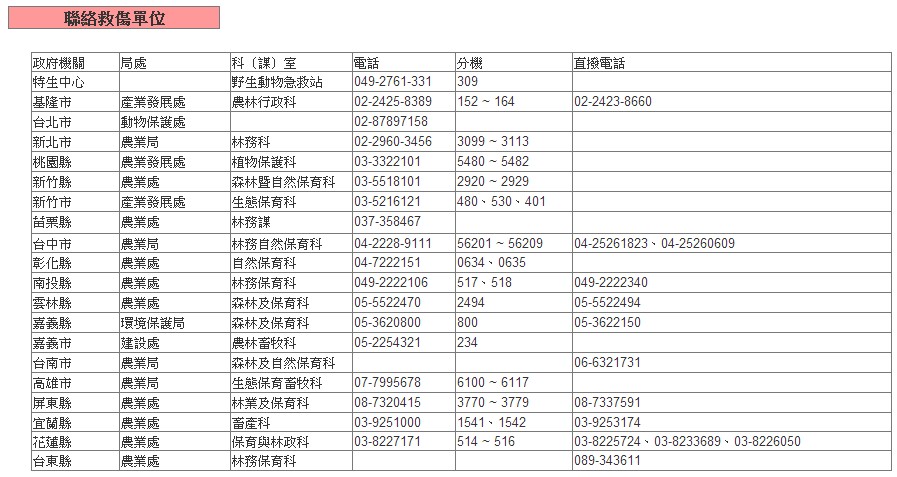 聯絡救傷單位
政府機關 局處 科〔課〕室 電話 分機 直撥電話
特生中心 野生動物急救站 049-2761-331 309
基隆市 產業發展處 農林行政科 02-2425-8389 152 ~ 164 02-2423-8660
台北市 動物保護處 02-87897158
新北市 農業局 林務科 02-2960-3456 3099 ~ 3113
桃園縣 農業發展處 植物保護科 03-3322101 5480 ~ 5482
新竹縣 農業處 森林暨自然保育科 03-5518101 2920 ~ 2929
新竹市 產業發展處 生態保育科 03-5216121 480、530、401
苗栗縣 農業處 林務課 037-358467
台中市 農業局 林務自然保育科 04-2228-9111 56201 ~ 56209 04-25261823、04-25260609
彰化縣 農業處 自然保育科 04-7222151 0634、0635
南投縣 農業處 林務保育科 049-2222106 517、518 049-2222340
雲林縣 農業處 森林及保育科 05-5522470 2494 05-5522494
嘉義縣 環境保護局 森林及保育科 05-3620800 800 05-3622150
嘉義市 建設處 農林畜牧科 05-2254321 234
台南市 農業局 森林及自然保育科 06-6321731
高雄市 農業局 生態保育畜牧科 07-7995678 6100 ~ 6117
屏東縣 農業處 林業及保育科 08-7320415 3770 ~ 3779 08-7337591
宜蘭縣 農業處 畜產科 03-9251000 1541、1542 03-9253174
花蓮縣 農業處 保育與林政科 03-8227171 514 ~ 516 03-8225724、03-8233689、03-8226050
台東縣 農業處 林務保育科 089-343611